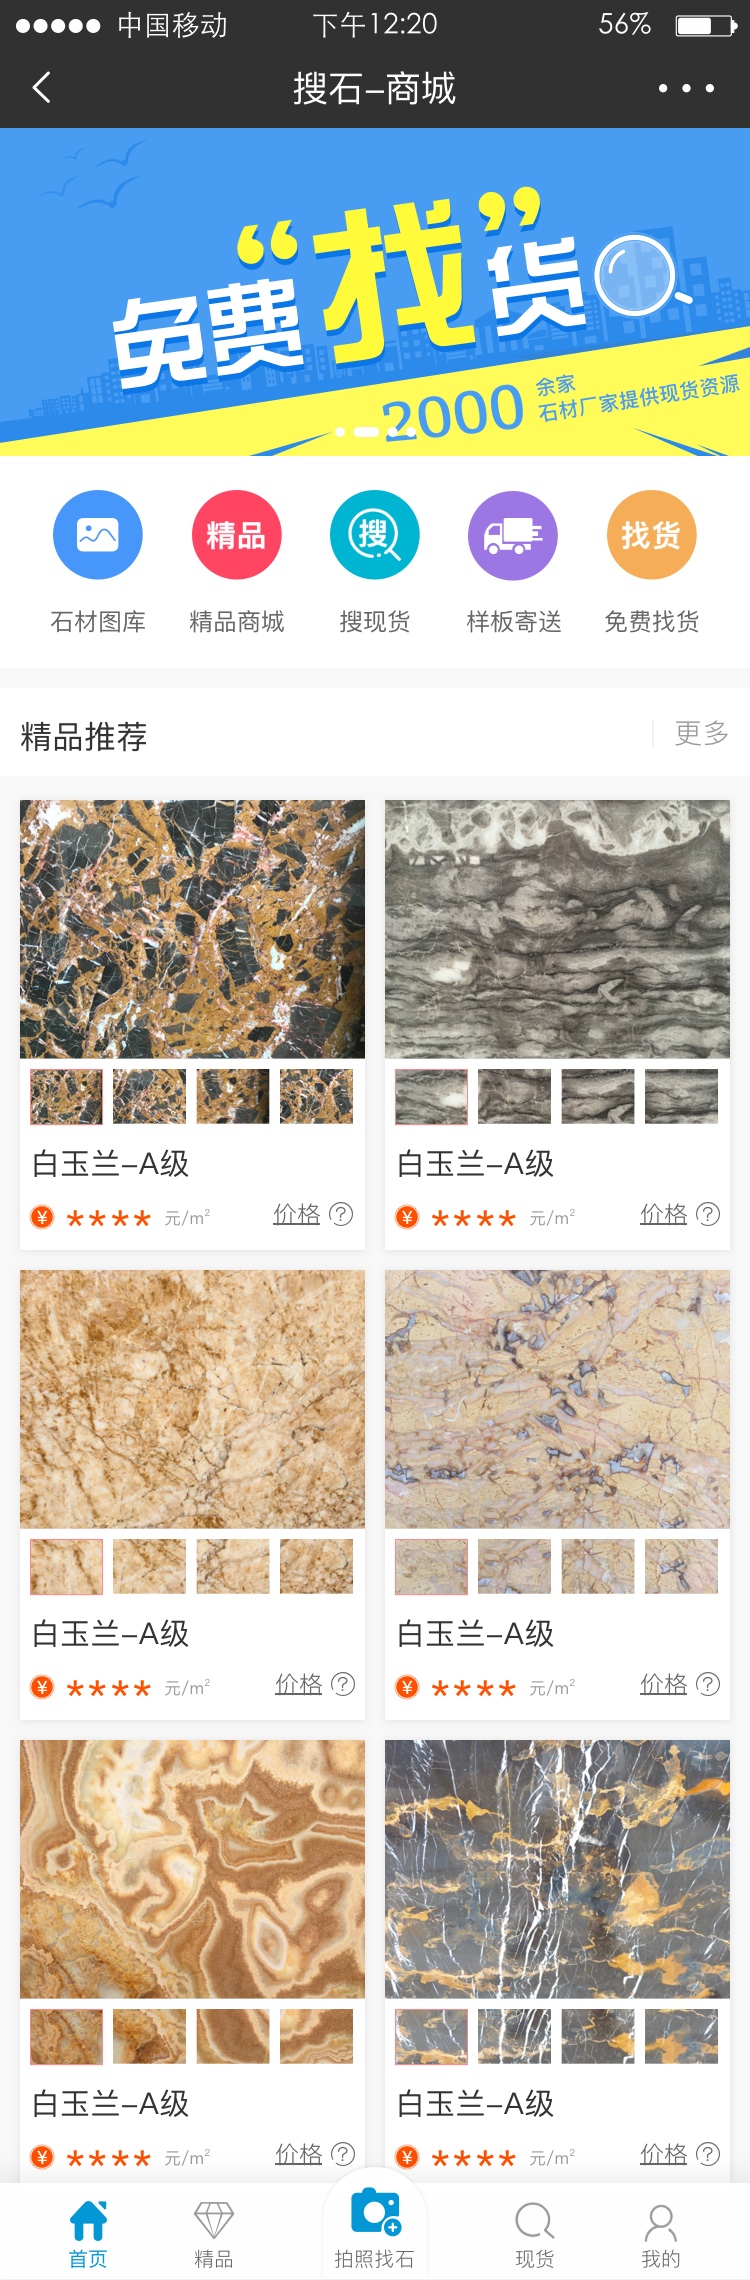 中国移动 下午12:20 56%
搜石–商城
免费“找”货
2000 余家
石材厂家提供现货资源
精品 搜 找货
石材图库 精品商城 搜现货 样板寄送 免费找货
精品推荐 更多
白玉兰–A级 白玉兰–A级
¥ **** 元/m² 价格 ? ¥ **** 元/m² 价格 ?
白玉兰–A级 白玉兰–A级
¥ **** 元/m² 价格 ? ¥ **** 元/m² 价格 ?
白玉兰–A级 白玉兰–A级
¥ **** 元/m² 价格 ? ¥ **** 元/m² 价格 ?
首页 精品 拍照找石 现货 我的